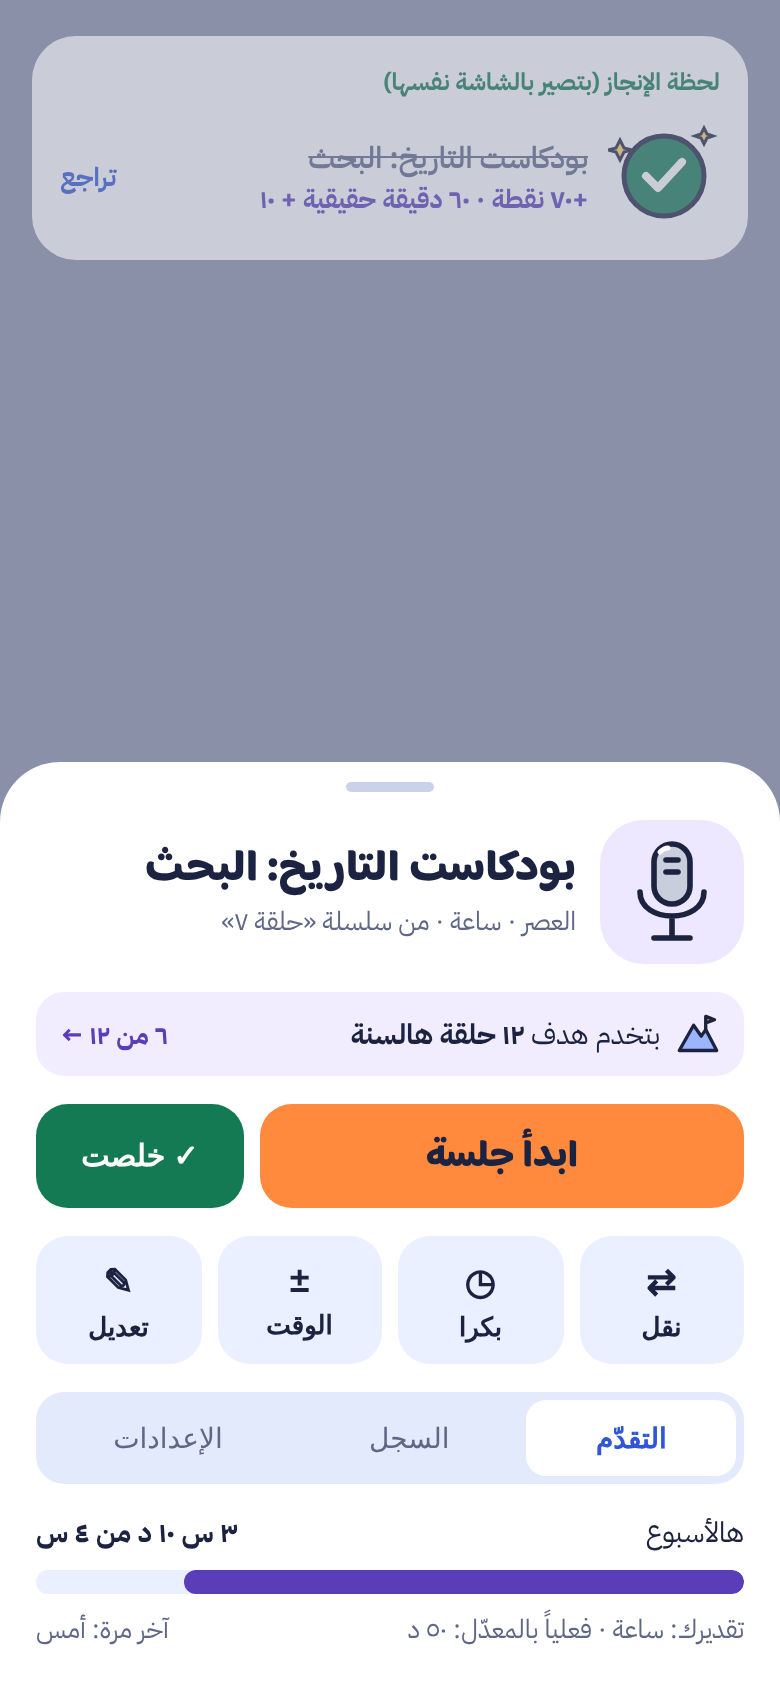 لحظة الإنجاز (بتصير بالشاشة نفسها)
بودكاست التاريخ: البحث
+٧٠ نقطة · ٦٠ دقيقة حقيقية + ١٠
تراجع
بودكاست التاريخ: البحث
العصر · ساعة · من سلسلة «حلقة ٧»
بتخدم هدف ١٢ حلقة هالسنة
٦ من ١٢ ←
ابدأ جلسة
✓ خلصت
⇄ نقل
◷ بكرا
± الوقت
✎ تعديل
التقدّم
السجل
الإعدادات
هالأسبوع
٣ س ١٠ د من ٤ س
تقديرك: ساعة · فعلياً بالمعدّل: ٥٠ د
آخر مرة: أمس